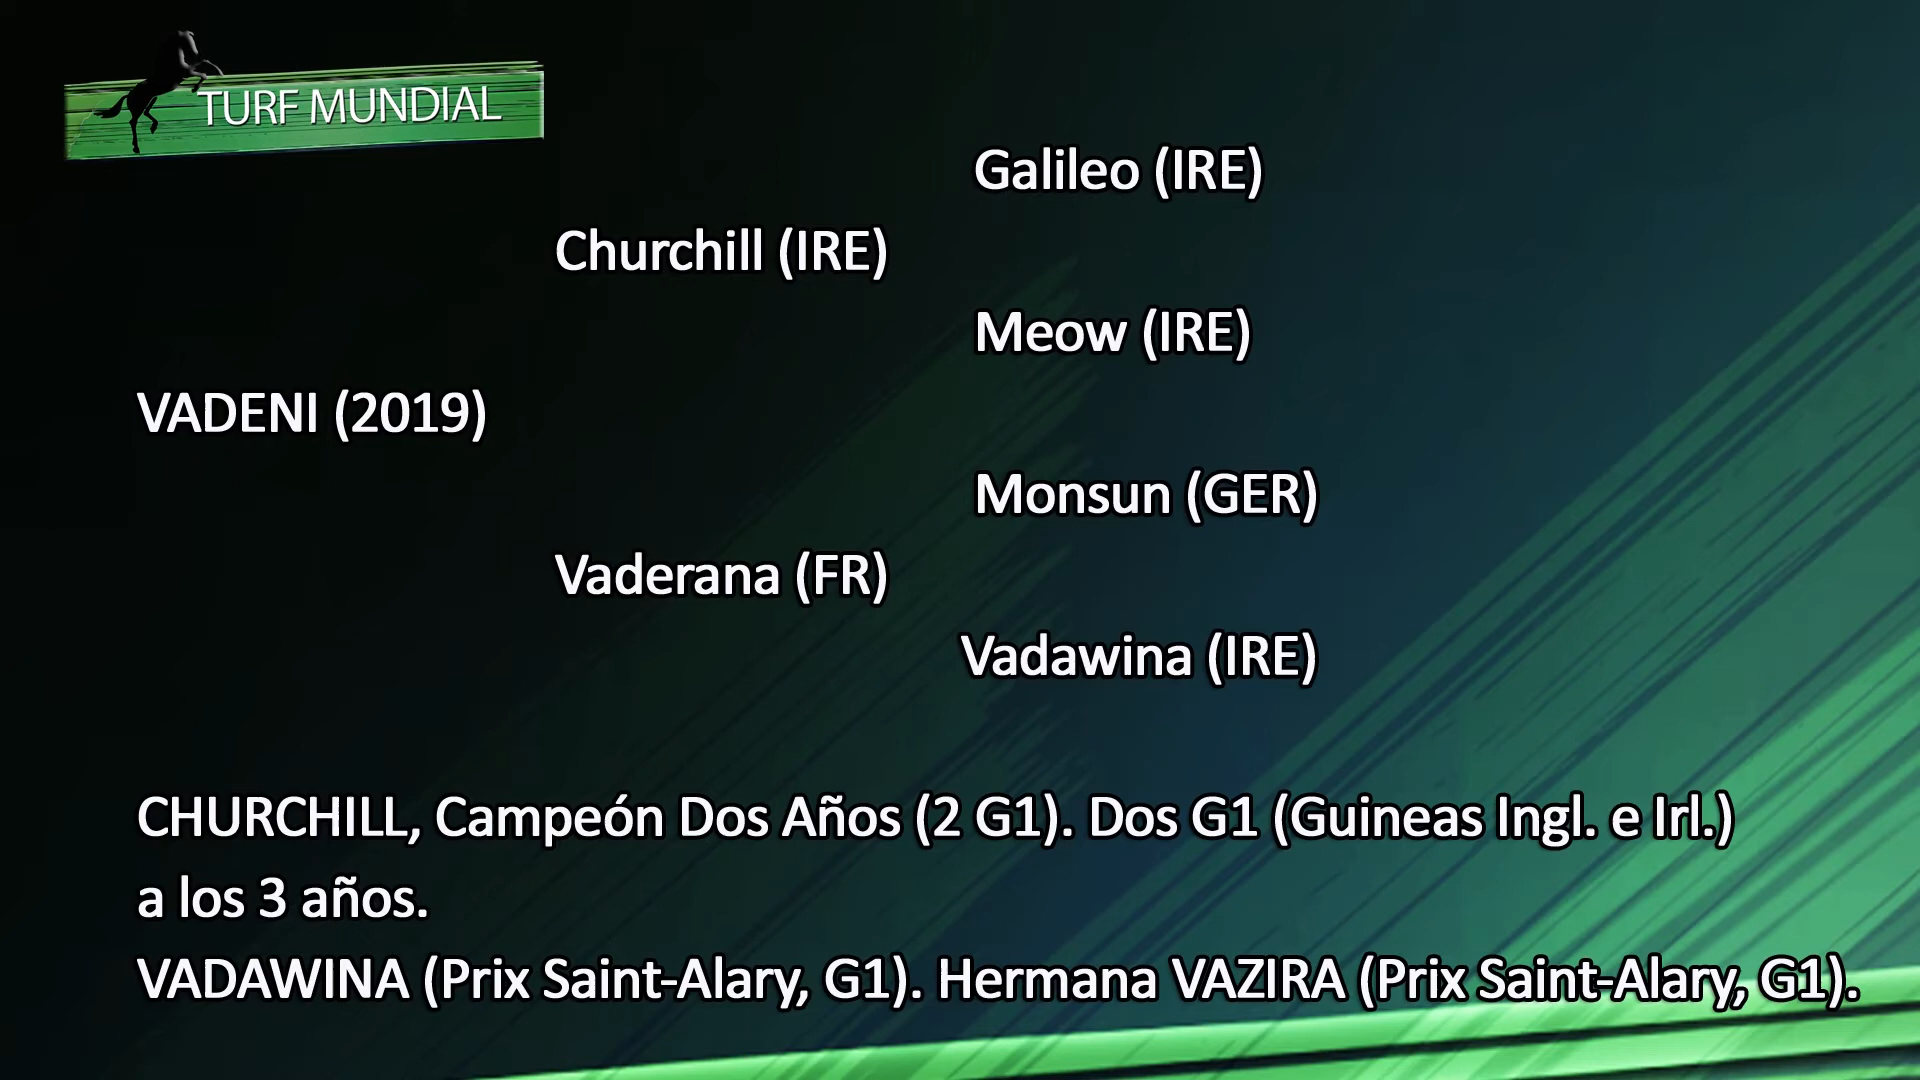 TURF MUNDIAL
Galileo (IRE)
Churchill (IRE)
Meow (IRE)
VADENI (2019)
Monsun (GER)
Vaderana (FR)
Vadawina (IRE)
CHURCHILL, Campeón Dos Años (2 G1). Dos G1 (Guineas Ingl. e Irl.)
a los 3 años.
VADAWINA (Prix Saint-Alary, G1). Hermana VAZIRA (Prix Saint-Alary, G1).